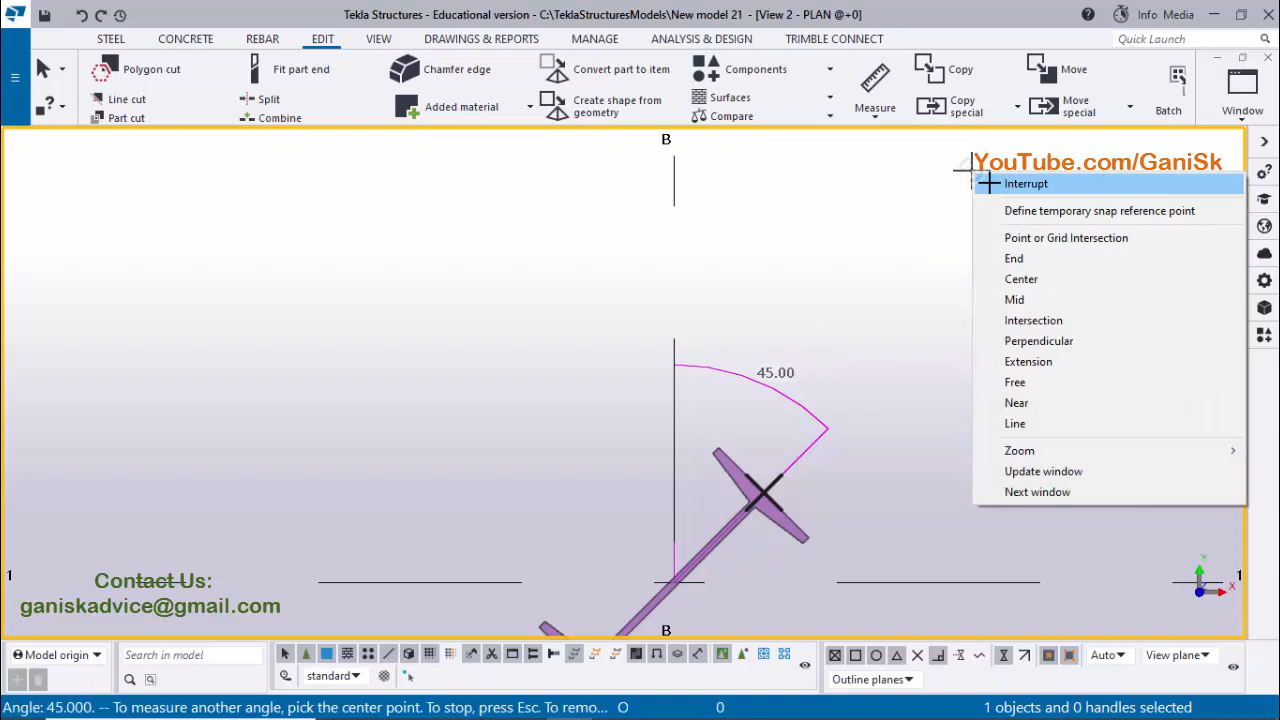 Tekla Structures - Educational version - C:\TeklaStructuresModels\New model 21 - [View 2 - PLAN @+0]
Info Media
STEEL CONCRETE REBAR EDIT VIEW DRAWINGS & REPORTS MANAGE ANALYSIS & DESIGN TRIMBLE CONNECT
Quick Launch
Polygon cut
Line cut
Part cut
Fit part end
Split
Combine
Chamfer edge
Added material
Convert part to item
Create shape from
geometry
Components
Surfaces
Compare
Measure
Copy
Copy
special
Move
Move
special
Batch
Window
B
YouTube.com/GaniSk
Interrupt
Define temporary snap reference point
Point or Grid Intersection
End
Center
Mid
Intersection
Perpendicular
Extension
Free
Near
Line
Zoom
Update window
Next window
45.00
1
Contact Us:
ganiskadvice@gmail.com
Y
X
1
B
Model origin
Search in model
standard
Auto
View plane
Outline planes
Angle: 45.000. -- To measure another angle, pick the center point. To stop, press Esc. To remo... O 0 1 objects and 0 handles selected